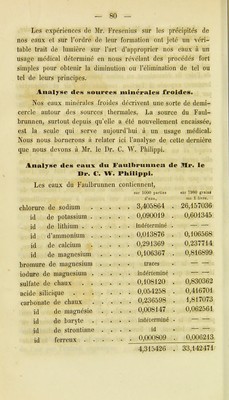 — 80 —
Les expériences de Mr. Fresenius sur les précipités de
nos eaux et sur l'ordre de leur formation ont jeté un véri-
table trait de lumière sur l'art d'approprier nos eaux à un
usage médical déterminé en nous révélant des procédés fort
simples pour obtenir la diminution ou l'élimination de tel ou
tel de leurs principes.
Analyse des sources minérales froides.
Nos eaux minérales froides décrivent une sorte de demi-
cercle autour des sources thermales. La source du Faul-
brunnen, surtout depuis qu'elle a été nouvellement encaissée,
est la seule qui serve aujourd'hui à un usage médical.
Nous nous bornerons à relater ici l'analyse de cette dernière
que nous devons à Mr. le Dr. C. W. Philippi.
Analyse des eaux du Faulbrunnen de Mr. le
Dr. C. W. Philippi.
Les eaux du Faulbrunnen contiennent,
sur 1000 parties d'eau. sur 7680 grains ou 1 livre.
chlorure de sodium . . . . 3,405864 . 26,157036
id de potassium . . . . 0,090019 . 0,691345
id de lithium . . . . indéterminé . — —
id d'ammonium . . . . 0,013876 . 0,106568
id de calcium . . . . 0,291369 . 0,237714
id de magnesium . . . . 0,106367 . 0,816899
bromure de magnesium . . . . traces . — —
iodure de magnesium . . . . indéterminé . — —
sulfate de chaux . . . . 0,108120 . 0,830362
acide silicique . . . . 0,054258 . 0,416701
carbonate de chaux . . . . 0,236598 . 1,817073
id de magnésie . . . . 0,008147 . 0,062561
id de baryte . . . . indéterminé . — —
id de strontiane . . . . id . — —
id ferreux . . . . 0,000809 . 0,006213
4,315426 . 33,142471